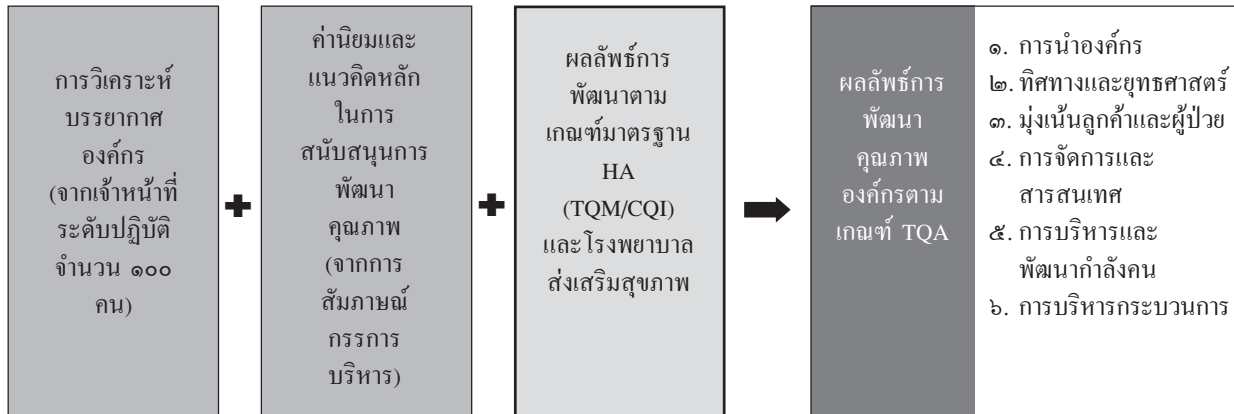 การวิเคราะห์
บรรยากาศ
องค์กร
(จากเจ้าหน้าที่
ระดับปฏิบัติ
จำนวน ๑๐๐
คน)
ค่านิยมและ
แนวคิดหลัก
ในการ
สนับสนุนการ
พัฒนา
คุณภาพ
(จากการ
สัมภาษณ์
กรรการ
บริหาร)
ผลลัพธ์การ
พัฒนาตาม
เกณฑ์มาตรฐาน
HA
(TQM/CQI)
และโรงพยาบาล
ส่งเสริมสุขภาพ
ผลลัพธ์การ
พัฒนา
คุณภาพ
องค์กรตาม
เกณฑ์ TQA
๑. การนำองค์กร
๒. ทิศทางและยุทธศาสตร์
๓. มุ่งเน้นลูกค้าและผู้ป่วย
๔. การจัดการและ
สารสนเทศ
๕. การบริหารและ
พัฒนากำลังคน
๖. การบริหารกระบวนการ